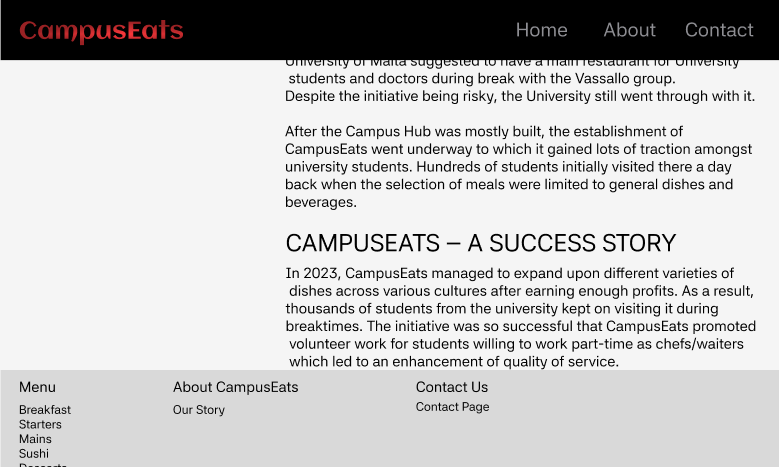 CampusEats
Home About Contact
University of Malta suggested to have a main restaurant for University
students and doctors during break with the Vassallo group.
Despite the initiative being risky, the University still went through with it.
After the Campus Hub was mostly built, the establishment of
CampusEats went underway to which it gained lots of traction amongst
university students. Hundreds of students initially visited there a day
back when the selection of meals were limited to general dishes and
beverages.
CAMPUSEATS – A SUCCESS STORY
In 2023, CampusEats managed to expand upon different varieties of
dishes across various cultures after earning enough profits. As a result,
thousands of students from the university kept on visiting it during
breaktimes. The initiative was so successful that CampusEats promoted
volunteer work for students willing to work part-time as chefs/waiters
which led to an enhancement of quality of service.
Menu
Breakfast
Starters
Mains
Sushi
Desserts
About CampusEats
Our Story
Contact Us
Contact Page